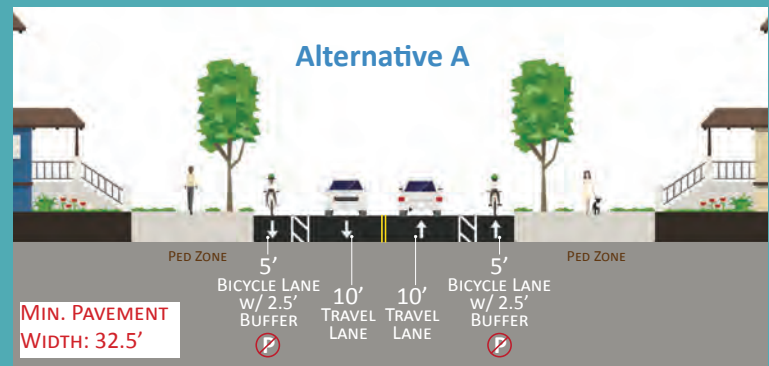 Alternative A
PED ZONE
PED ZONE
5'
BICYCLE LANE
W/ 2.5'
BUFFER
P
10'
TRAVEL
LANE
10'
TRAVEL
LANE
5'
BICYCLE LANE
W/ 2.5'
BUFFER
P
MIN. PAVEMENT
WIDTH: 32.5'